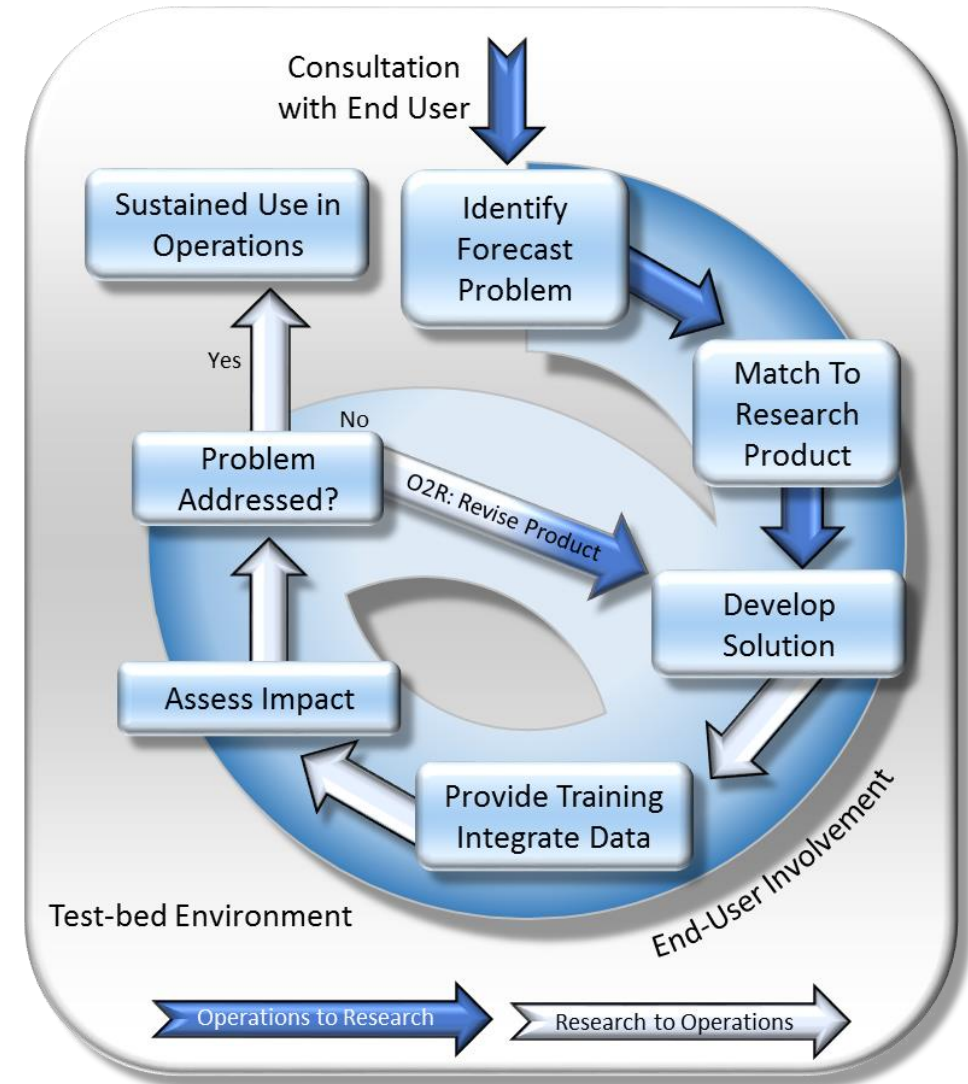 Consultation
with End User
Identify
Forecast
Problem
Sustained Use in
Operations
Match To
Research
Product
Yes
No
Problem
Addressed?
O2R: Revise Product
Develop
Solution
Assess Impact
Provide Training
Integrate Data
End-User Involvement
Test-bed Environment
Operations to Research
Research to Operations